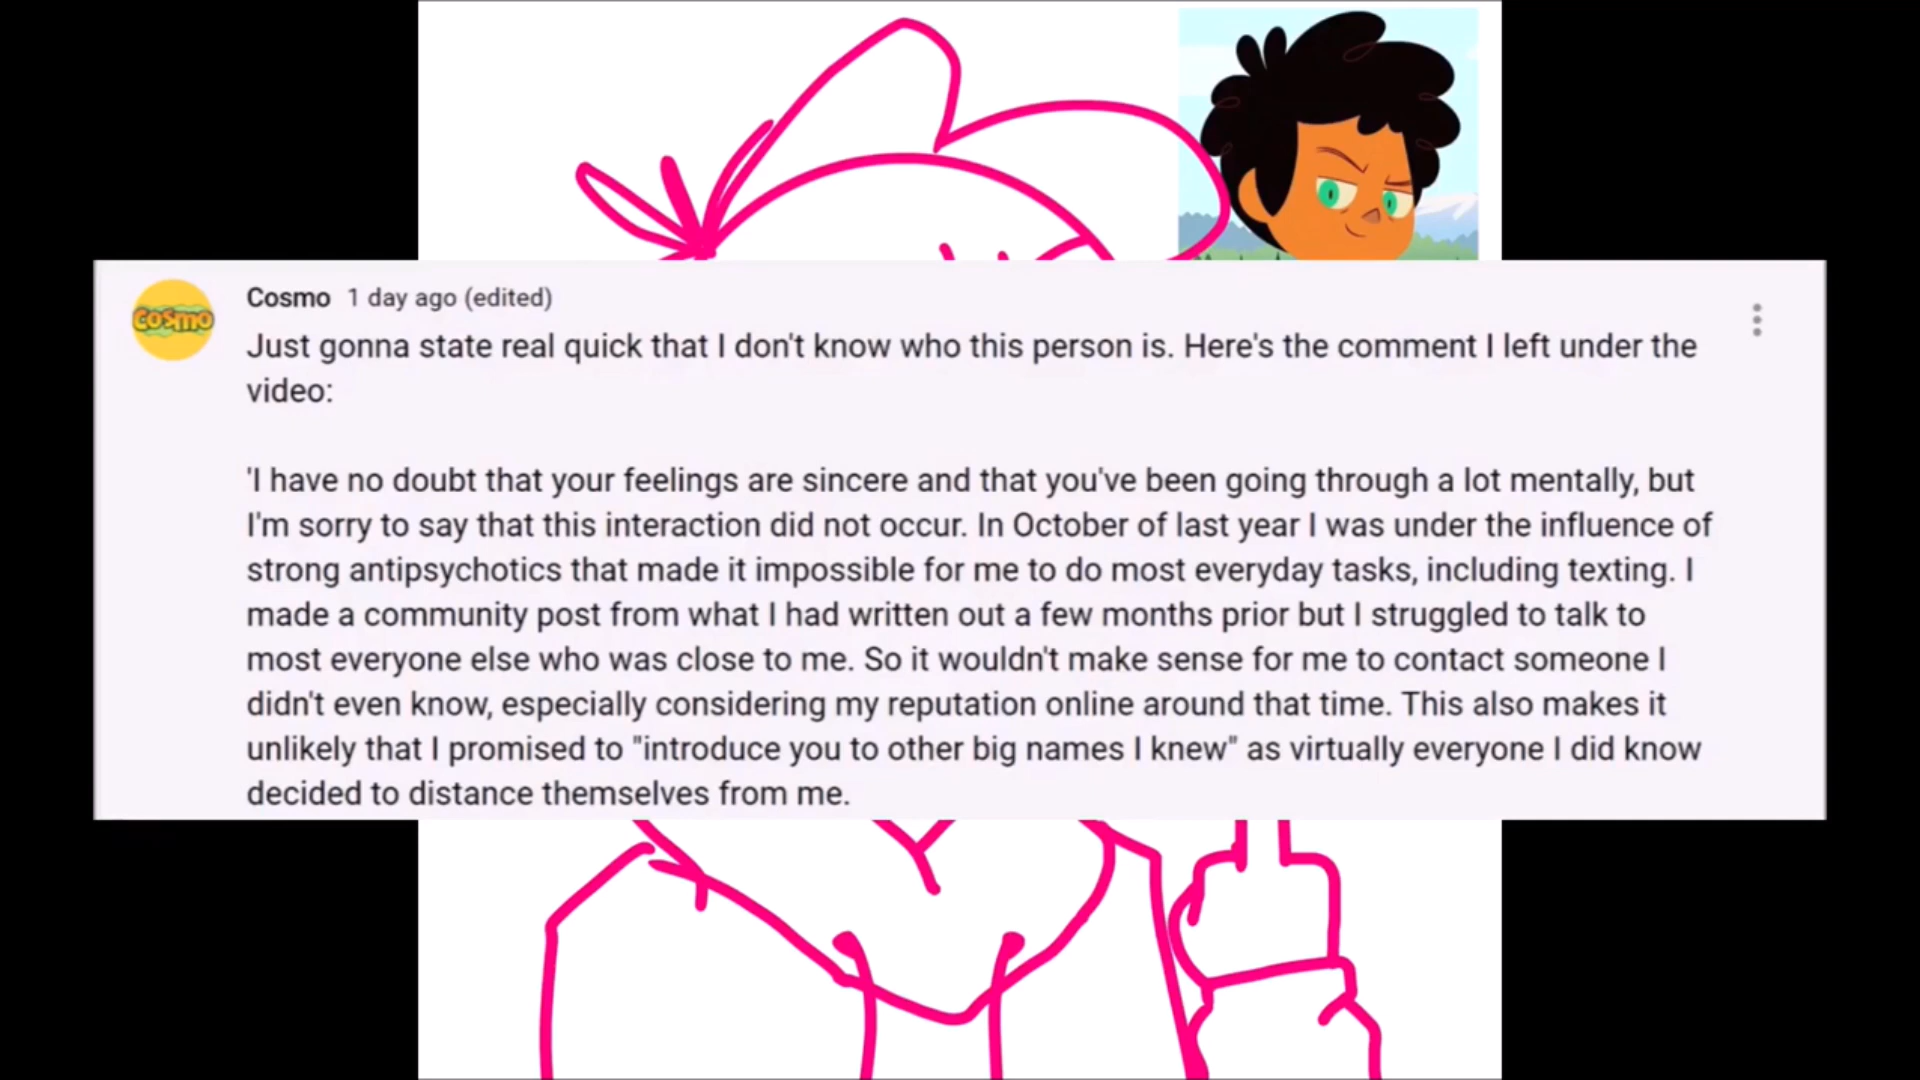 Cosmo
Cosmo 1 day ago (edited)
Just gonna state real quick that I don't know who this person is. Here's the comment I left under the
video:
'I have no doubt that your feelings are sincere and that you've been going through a lot mentally, but
I'm sorry to say that this interaction did not occur. In October of last year I was under the influence of
strong antipsychotics that made it impossible for me to do most everyday tasks, including texting. I
made a community post from what I had written out a few months prior but I struggled to talk to
most everyone else who was close to me. So it wouldn't make sense for me to contact someone I
didn't even know, especially considering my reputation online around that time. This also makes it
unlikely that I promised to "introduce you to other big names I knew" as virtually everyone I did know
decided to distance themselves from me.